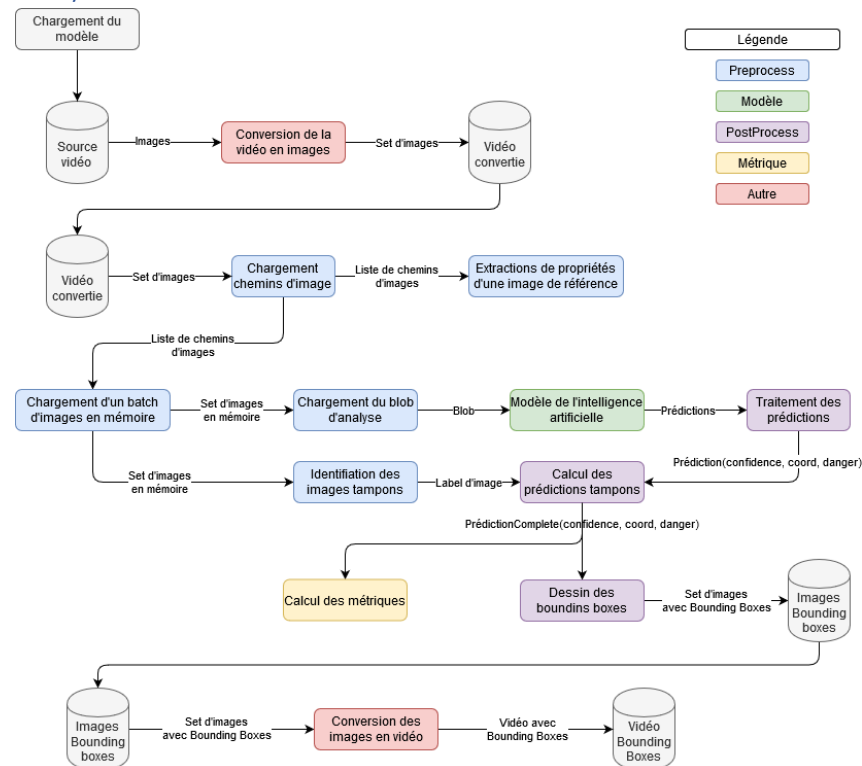 Chargement du
modèle
Légende
Preprocess
Modèle
PostProcess
Métrique
Autre
Source
vidéo
Images
Conversion de la
vidéo en images
Set d'images
Vidéo
convertie
Vidéo
convertie
Set d'images
Chargement
chemins d'image
Liste de chemins
d'images
Extractions de propriétés
d'une image de référence
Liste de chemins
d'images
Chargement d'un batch
d'images en mémoire
Set d'images
en mémoire
Chargement du blob
d'analyse
Blob
Modèle de l'intelligence
artificielle
Prédictions
Traitement des
prédictions
Prédiction(confidence, coord, danger)
Set d'images
en mémoire
Identifiation des
images tampons
Label d'image
Calcul des
prédictions tampons
PrédictionComplete(confidence, coord, danger)
Calcul des métriques
Dessin des
boundins boxes
Set d'images
avec Bounding Boxes
Images
Bounding
boxes
Images
Bounding
boxes
Set d'images
avec Bounding Boxes
Conversion des
images en vidéo
Vidéo avec
Bounding Boxes
Vidéo
Bounding
Boxes